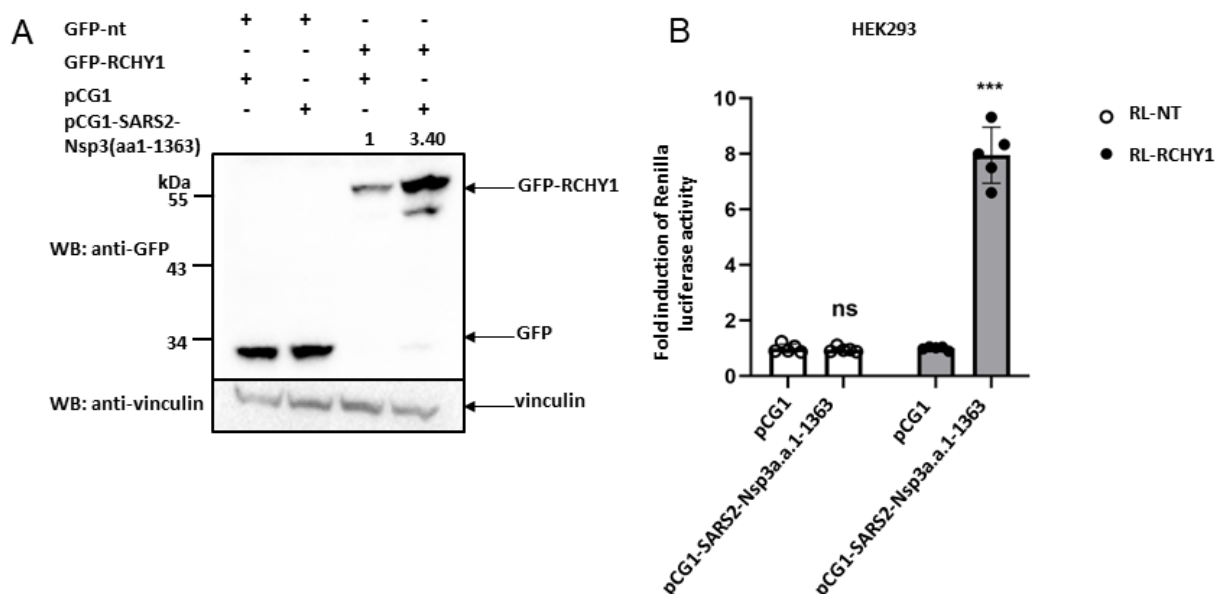 A
GFP-nt + + - -
GFP-RCHY1 - - + +
pCG1 + - + -
pCG1-SARS2-
Nsp3(aa1-1363) - + - +
1 3.40
kDa
55
43
34
WB: anti-GFP
GFP-RCHY1
GFP
WB: anti-vinculin
vinculin
B
HEK293
Fold induction of Renilla
luciferase activity
10
8
6
4
2
0
ns
***
pCG1
pCG1-SARS2-Nsp3a.a.1-1363
pCG1
pCG1-SARS2-Nsp3a.a.1-1363
RL-NT
RL-RCHY1